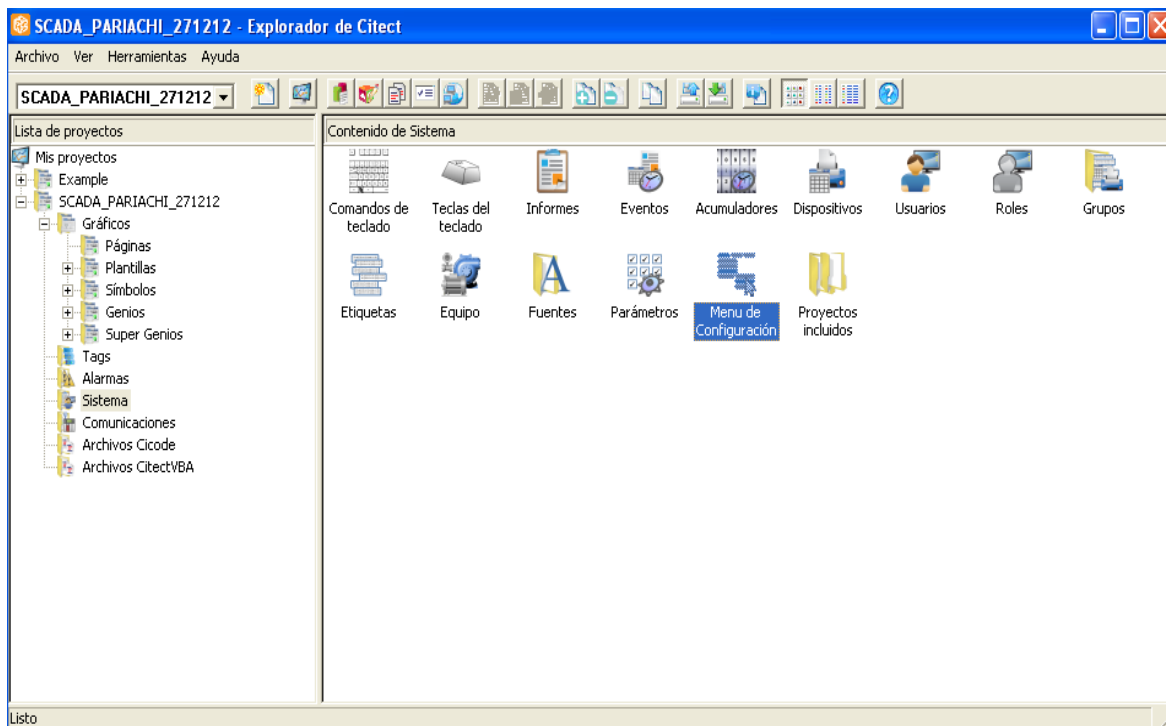 SCADA_PARIACHI_271212 - Explorador de Citect
Archivo Ver Herramientas Ayuda
SCADA_PARIACHI_271212
Lista de proyectos
Mis proyectos
Example
SCADA_PARIACHI_271212
Gráficos
Páginas
Plantillas
Símbolos
Genios
Super Genios
Tags
Alarmas
Sistema
Comunicaciones
Archivos Cicode
Archivos CitectVBA
Contenido de Sistema
Comandos de
teclado
Teclas del
teclado
Informes
Eventos
Acumuladores
Dispositivos
Usuarios
Roles
Grupos
Etiquetas
Equipo
Fuentes
Parámetros
Menu de
Configuración
Proyectos
incluidos
Listo